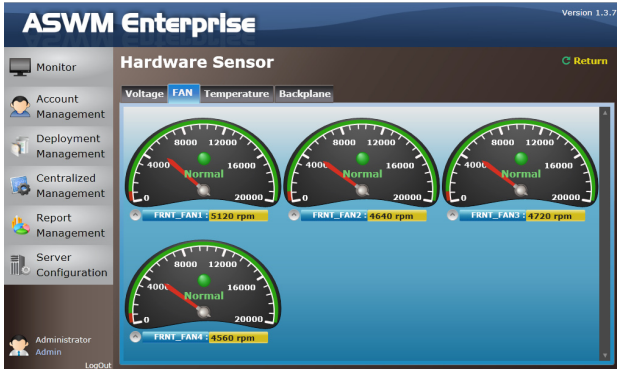 ASWM Enterprise
Version 1.3.7
Monitor
Account
Management
Deployment
Management
Centralized
Management
Report
Management
Server
Configuration
Administrator
Admin
LogOut
Hardware Sensor
Return
Voltage FAN Temperature Backplane
8000 12000
4000 16000
Normal
0 20000
FRNT_FAN1 : 5120 rpm
8000 12000
4000 16000
Normal
0 20000
FRNT_FAN2 : 4640 rpm
8000 12000
4000 16000
Normal
0 20000
FRNT_FAN3 : 4720 rpm
8000 12000
4000 16000
Normal
0 20000
FRNT_FAN4 : 4560 rpm